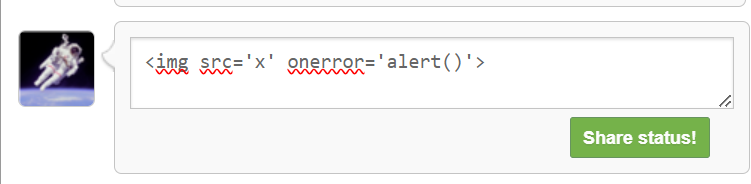 <img src='x' onerror='alert()'>
Share status!